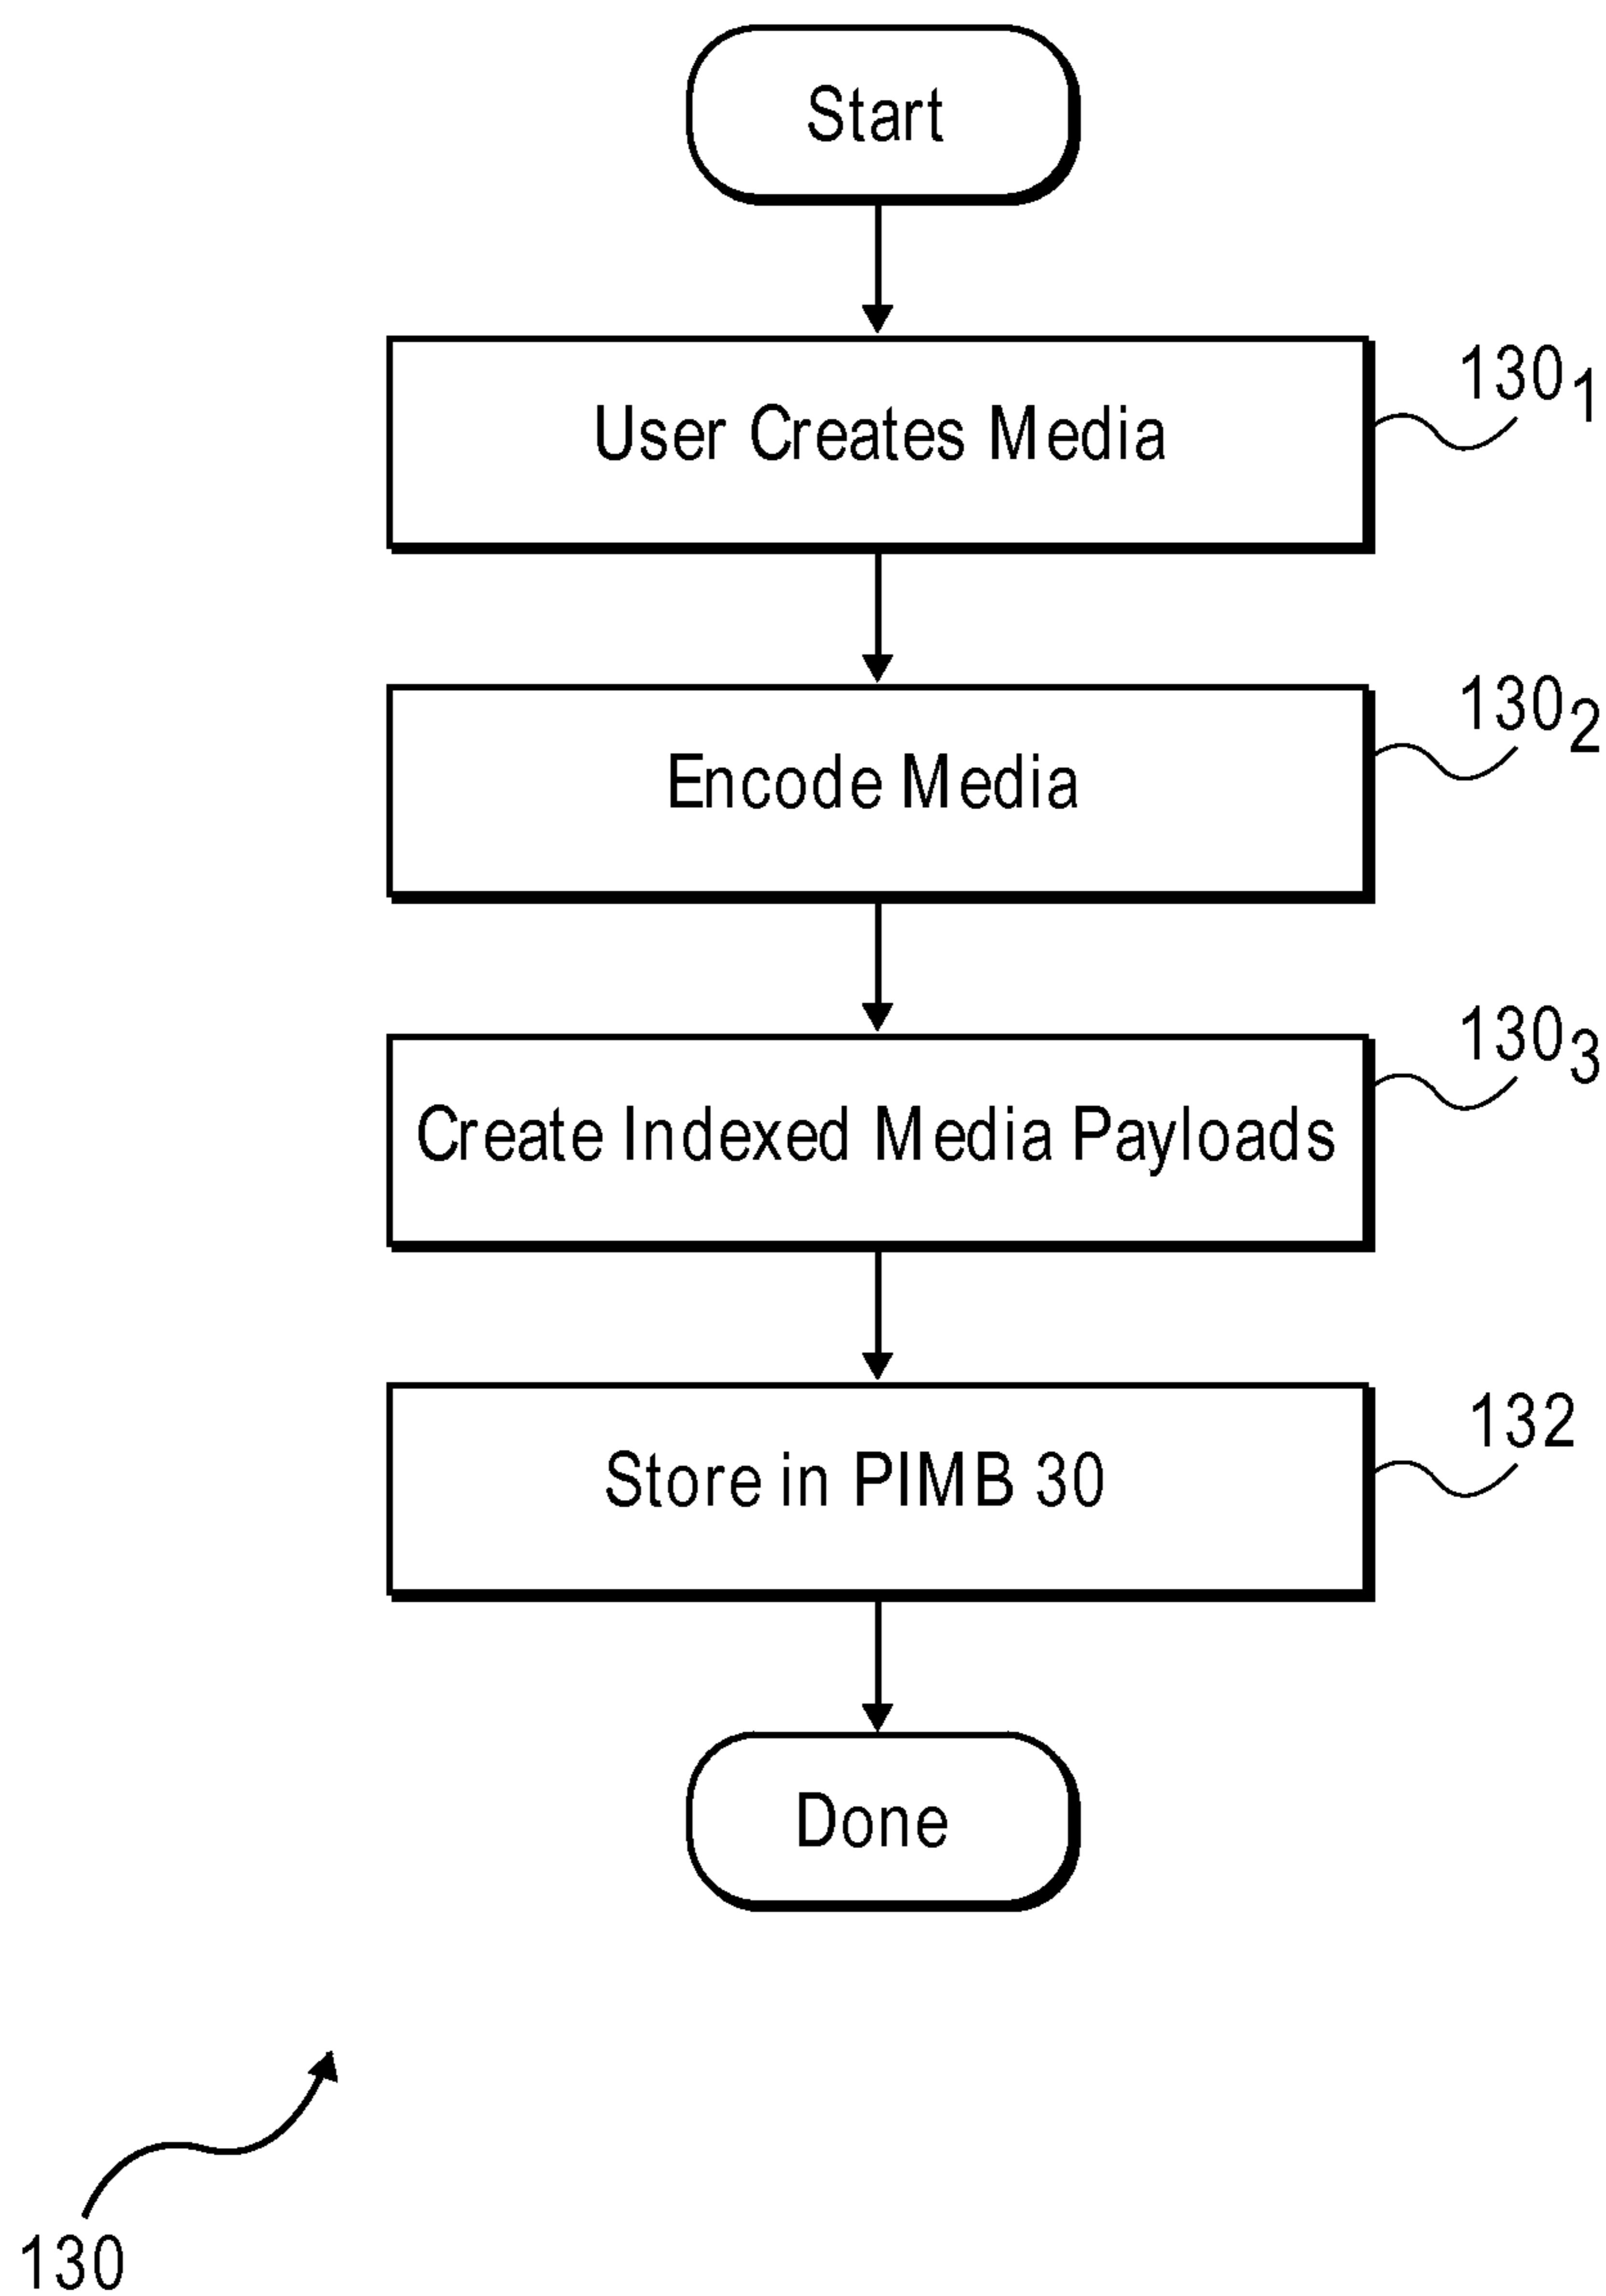 Start
User Creates Media
130₁
Encode Media
130₂
Create Indexed Media Payloads
130₃
Store in PIMB 30
132
Done
130